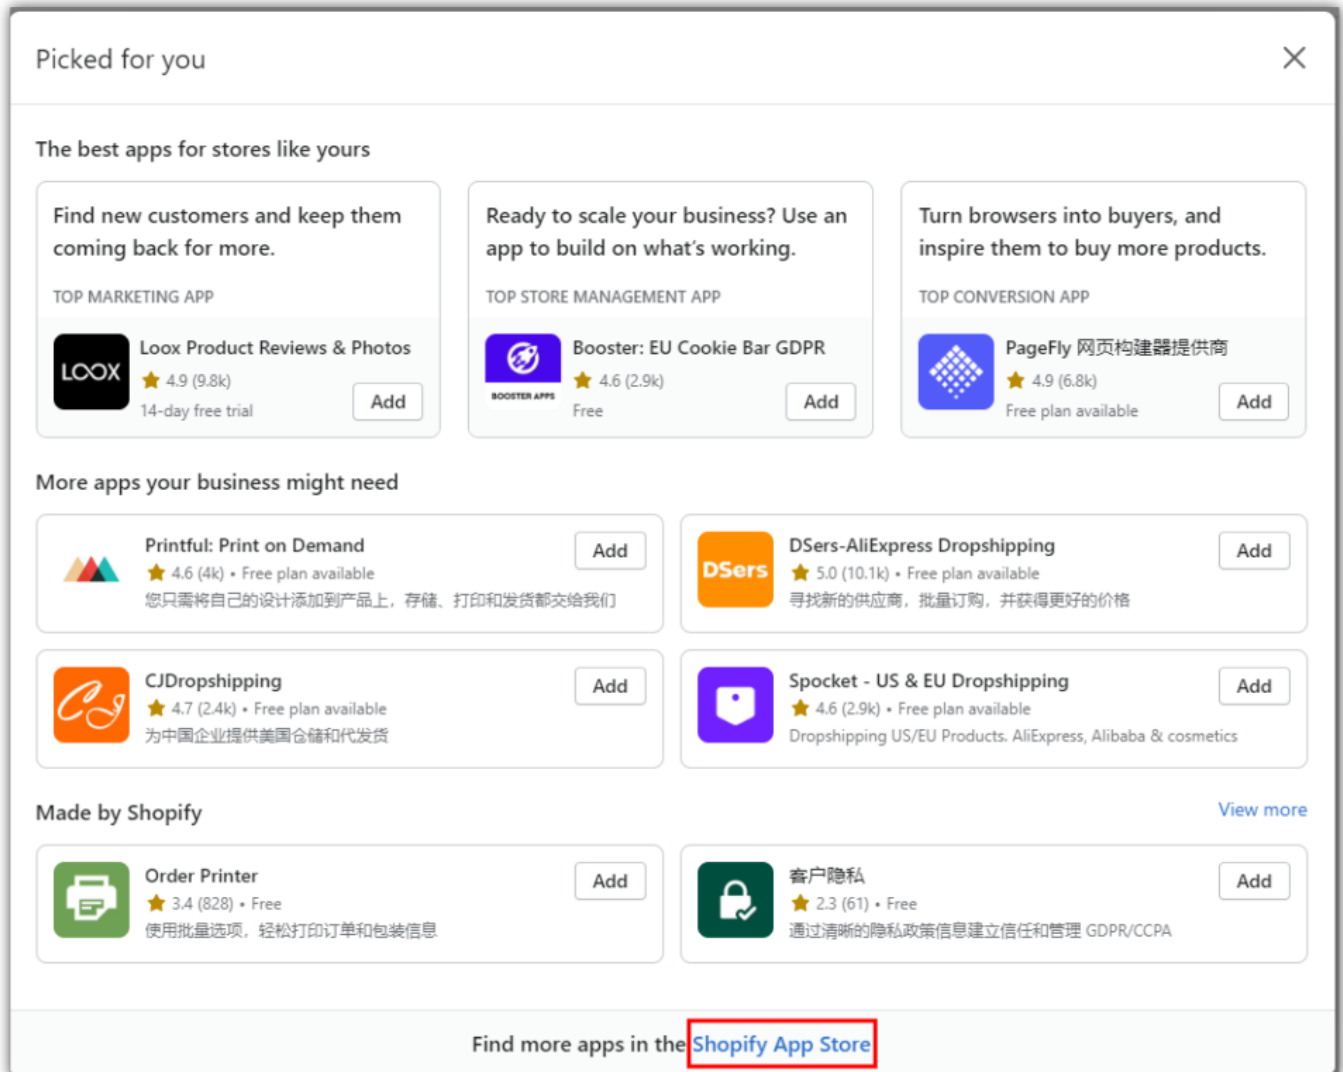 Picked for you
The best apps for stores like yours
Find new customers and keep them
coming back for more.
TOP MARKETING APP
LOOX
Loox Product Reviews & Photos
4.9 (9.8k)
14-day free trial
Add
Ready to scale your business? Use an
app to build on what's working.
TOP STORE MANAGEMENT APP
BOOSTER APPS
Booster: EU Cookie Bar GDPR
4.6 (2.9k)
Free
Add
Turn browsers into buyers, and
inspire them to buy more products.
TOP CONVERSION APP
PageFly 网页构建器提供商
4.9 (6.8k)
Free plan available
Add
More apps your business might need
Printful: Print on Demand
4.6 (4k) • Free plan available
您只需将自己的设计添加到产品上，存储、打印和发货都交给我们
Add
DSers
DSers-AliExpress Dropshipping
5.0 (10.1k) • Free plan available
寻找新的供应商，批量订购，并获得更好的价格
Add
CJ
CJDropshipping
4.7 (2.4k) • Free plan available
为中国企业提供美国仓储和代发货
Add
Spocket - US & EU Dropshipping
4.6 (2.9k) • Free plan available
Dropshipping US/EU Products. AliExpress, Alibaba & cosmetics
Add
Made by Shopify
View more
Order Printer
3.4 (828) • Free
使用批量选项，轻松打印订单和包装信息
Add
客户隐私
2.3 (61) • Free
通过清晰的隐私政策信息建立信任和管理 GDPR/CCPA
Add
Find more apps in the Shopify App Store